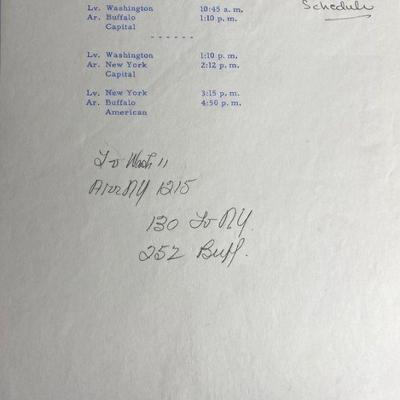 Schedule
Lv. Washington 10:45 a.m.
Ar. Buffalo 1:10 p.m.
Capital
------
Lv. Washington 1:10 p.m.
Ar. New York 2:12 p.m.
Capital
Lv. New York 3:15 p.m.
Ar. Buffalo 4:50 p.m.
American
Lv Wash 11
Arr NY 1215
130 Lv NY.
252 Buff.